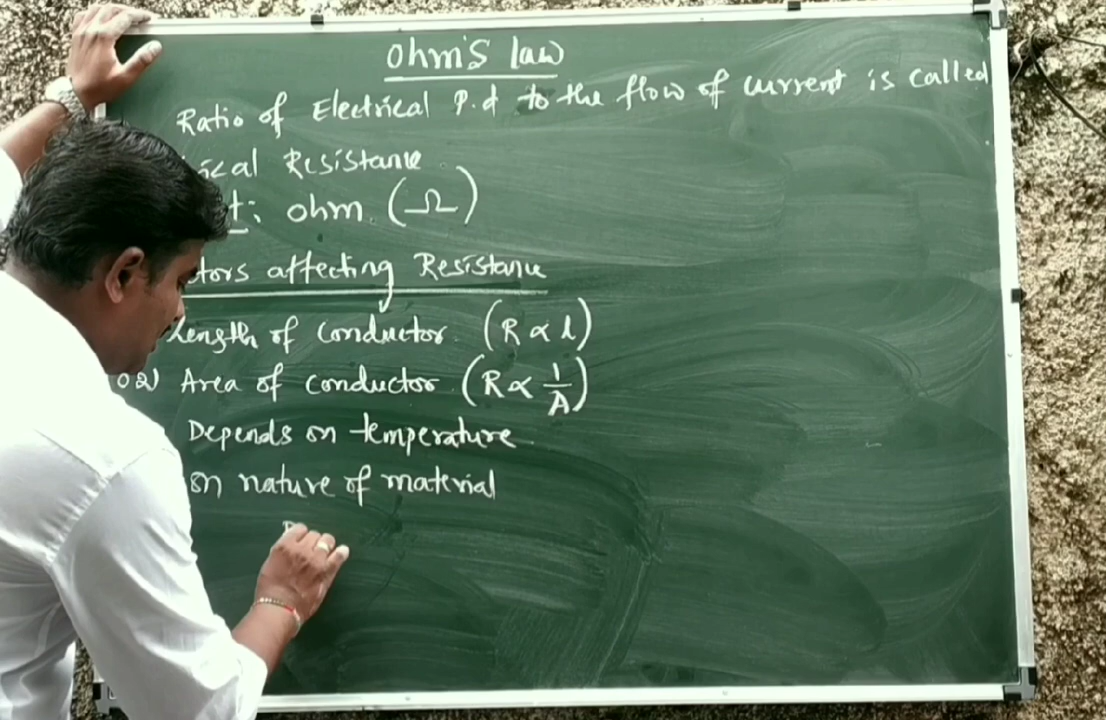 Ohm's law
Ratio of Electrical P.d to the flow of current is called
ical Resistance
t: ohm. (Ω)
tors affecting Resistance
Length of conductor. (R ∝ l)
02) Area of conductor. (R ∝ 1/A)
Depends on temperature.
on nature of material